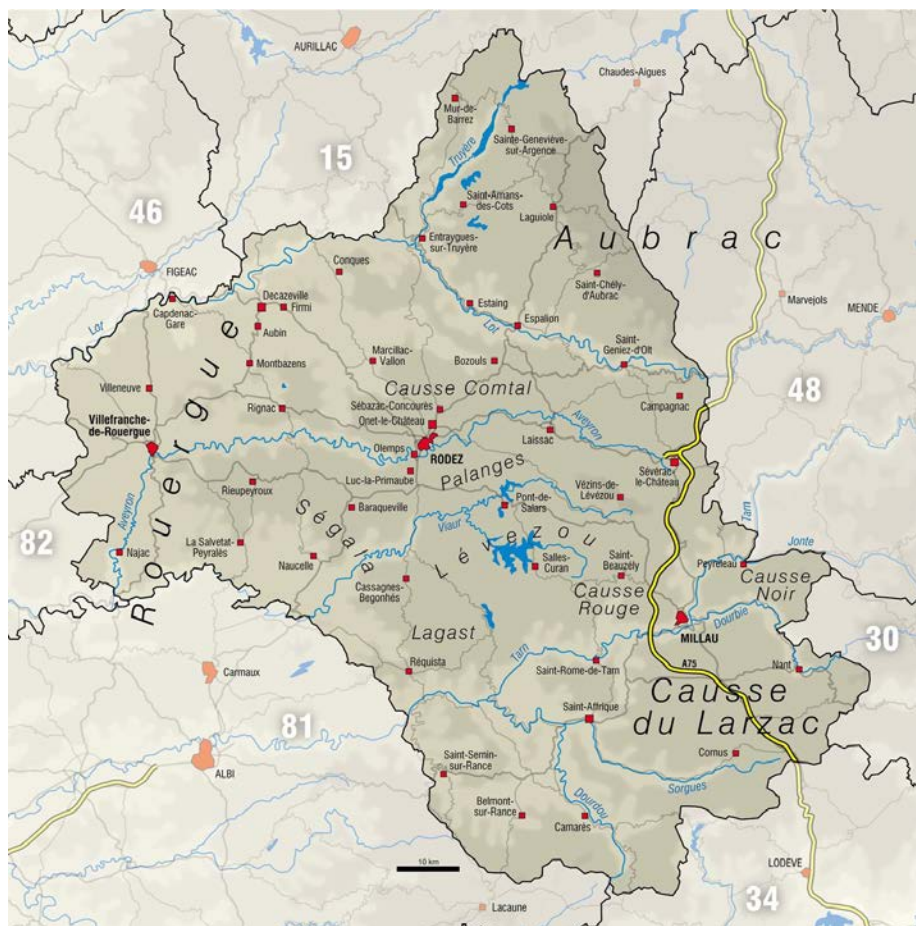 AURILLAC
Chaudes-Aigues
Mur-de-
Barrez
Sainte-Geneviève-
sur-Argence
Truyère
15
46
Saint-Amans-
des-Cots
Laguiole
Aubrac
Entraygues-
sur-Truyère
FIGEAC
Conques
Saint-Chély-
d'Aubrac
Marvejols
MENDE
Capdenac-
Gare
Decazeville
Firmi
Estaing
Lot
Espalion
Lot
Aubin
Saint-
Geniez-d'Olt
Montbazens
Marcillac-
Vallon
Bozouls
48
Villeneuve
Causse Comtal
Campagnac
Rignac
Sébazac-Concourès
Onet-le-Château
Villefranche-
de-Rouergue
Rouergue
Olemps
RODEZ
Laissac
Aveyron
Sévérac-
le-Château
Luc-la-Primaube
Palanges
Rieupeyroux
Ségala
Baraqueville
Pont-de-
Salars
Vézins-de-
Lévézou
Aveyron
Viaur
Lévézou
Tarn
82
Najac
La Salvetat-
Peyralès
Naucelle
Cassagnes-
Begonhés
Salles-
Curan
Saint-
Beauzély
Peyreleau
Jonte
Causse
Rouge
Causse
Noir
MILLAU
Dourbie
Lagast
30
Carmaux
Réquista
Tarn
Saint-Rome-de-Tarn
A75
Nant
81
Saint-Affrique
Causse
du Larzac
ALBI
Cornus
Saint-Sernin-
sur-Rance
Sorgues
Belmont-
sur-Rance
Dourdou
Camarès
10 km
LODEVE
Lacaune
34